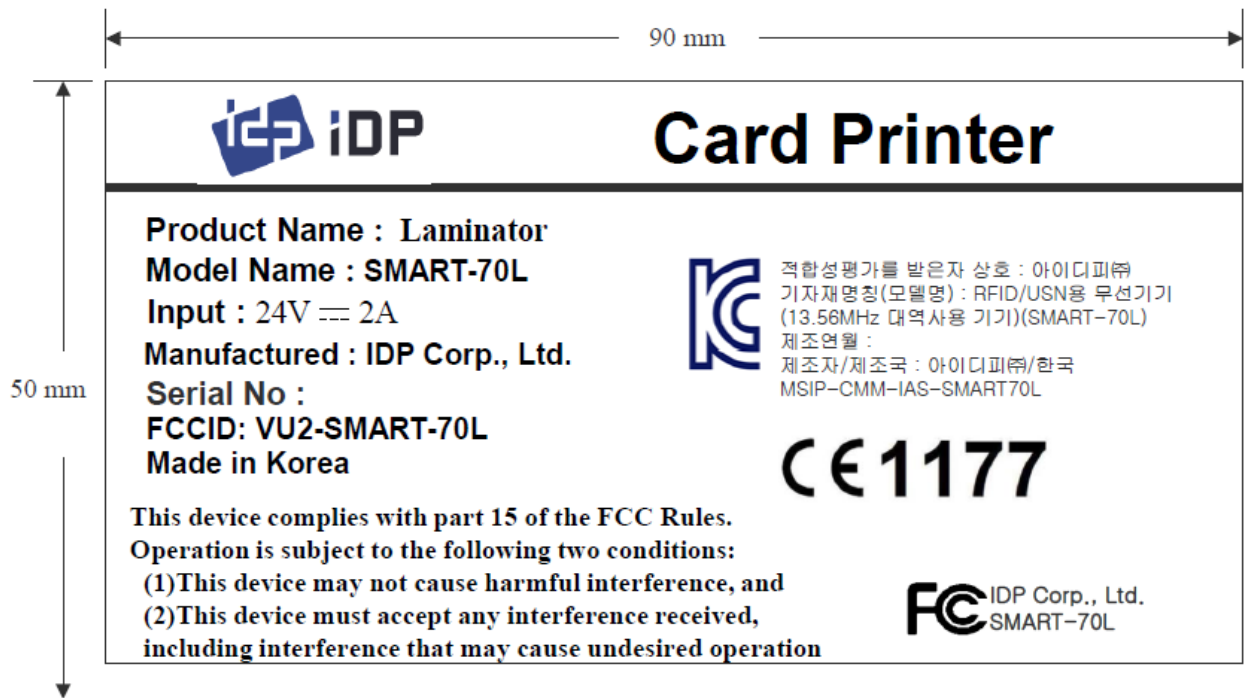 90 mm
50 mm
idp iDP
Card Printer
Product Name : Laminator
Model Name : SMART-70L
Input : 24V ⎓ 2A
Manufactured : IDP Corp., Ltd.
Serial No :
FCCID: VU2-SMART-70L
Made in Korea
적합성평가를 받은자 상호 : 아이디피㈜
기자재명칭(모델명) : RFID/USN용 무선기기
(13.56MHz 대역사용 기기)(SMART-70L)
제조연월 :
제조자/제조국 : 아이디피㈜/한국
MSIP-CMM-IAS-SMART70L
CE1177
This device complies with part 15 of the FCC Rules.
Operation is subject to the following two conditions:
(1)This device may not cause harmful interference, and
(2)This device must accept any interference received,
including interference that may cause undesired operation
FC IDP Corp., Ltd.
SMART-70L